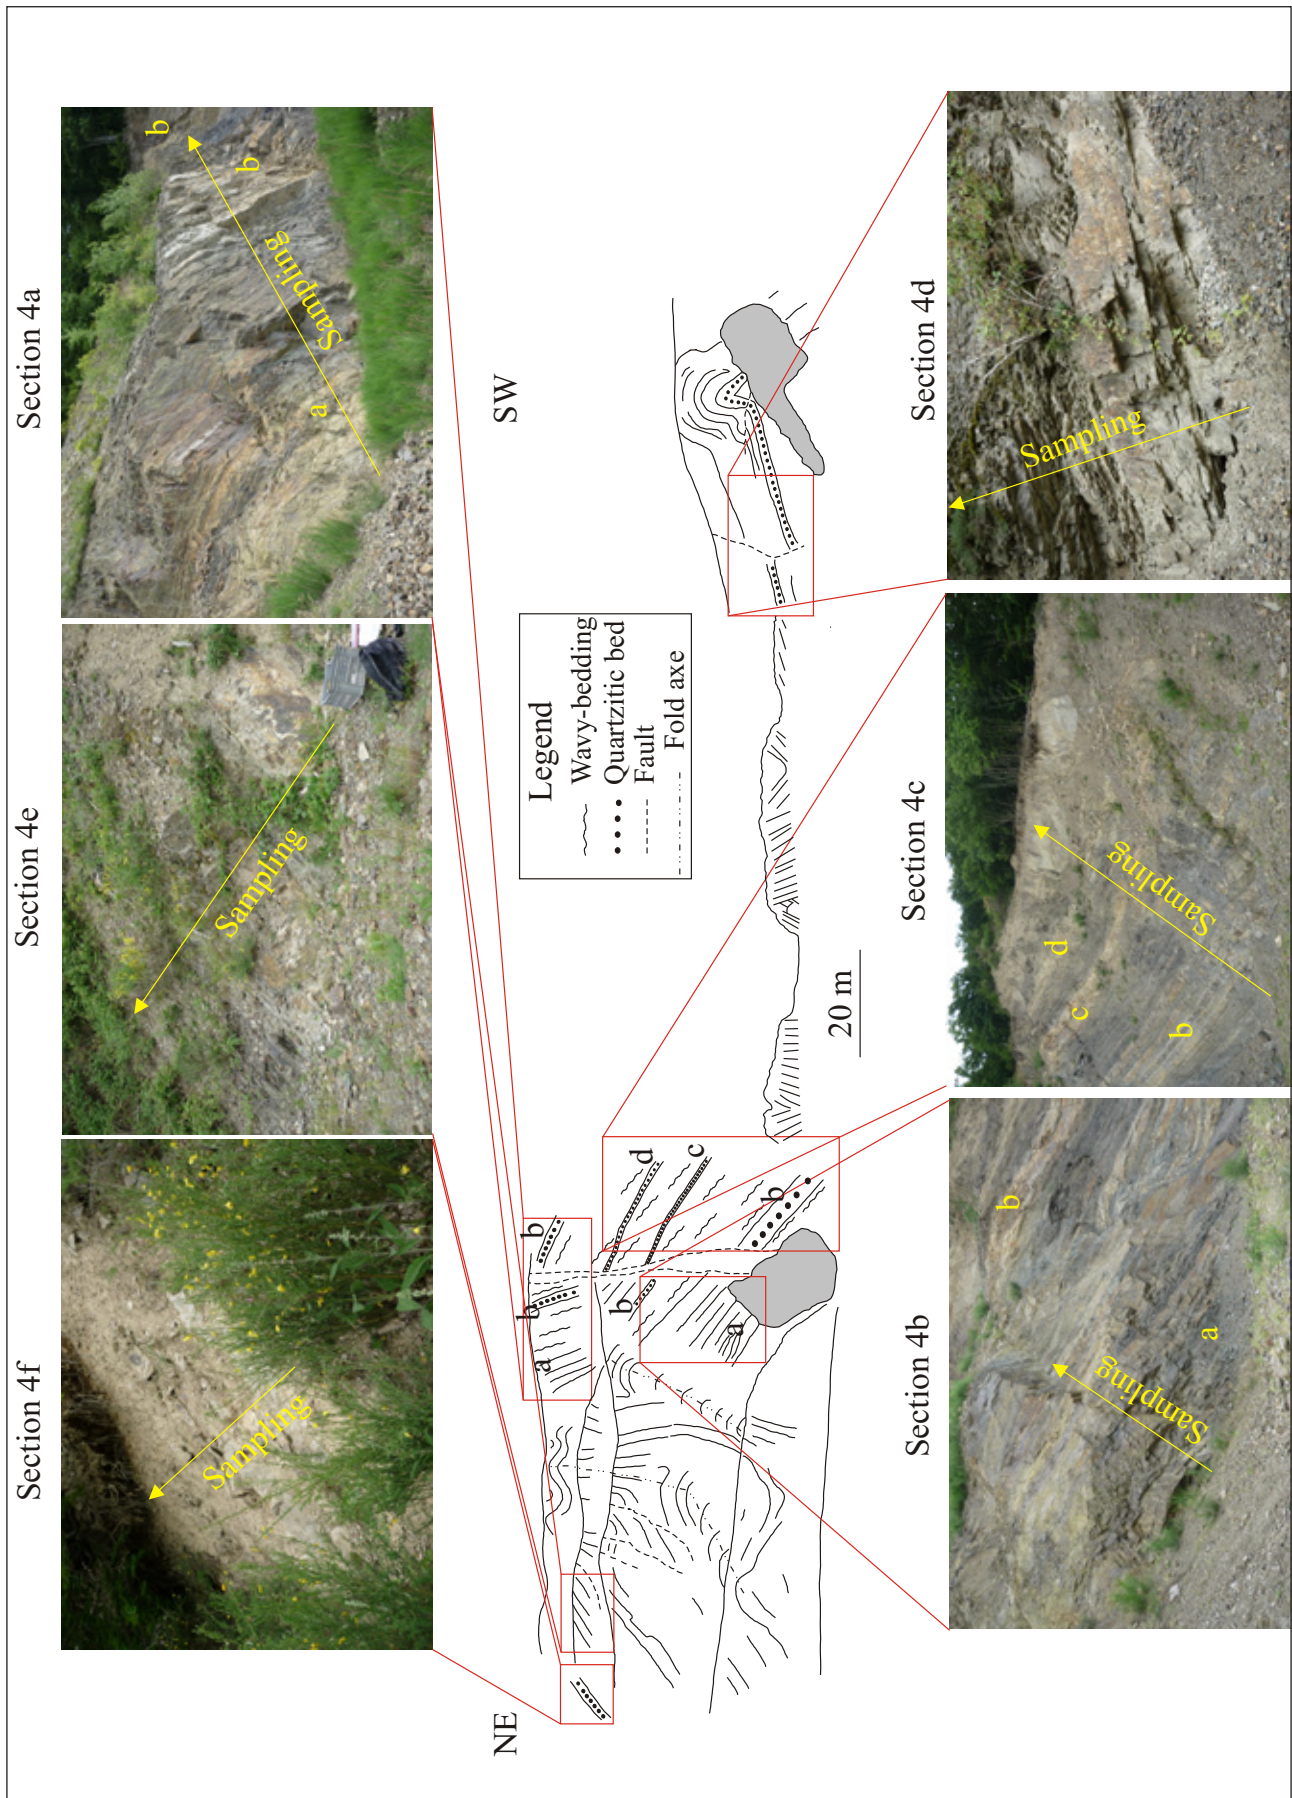 Section 4f
Section 4e
Section 4a
Sampling
Sampling
Sampling
a
b
b
NE
SW
Legend
Wavy-bedding
Quartzitic bed
Fault
Fold axe
a
b
b
b
a
d
c
b
20 m
Section 4b
Section 4c
Section 4d
Sampling
a
b
Sampling
b
c
d
Sampling